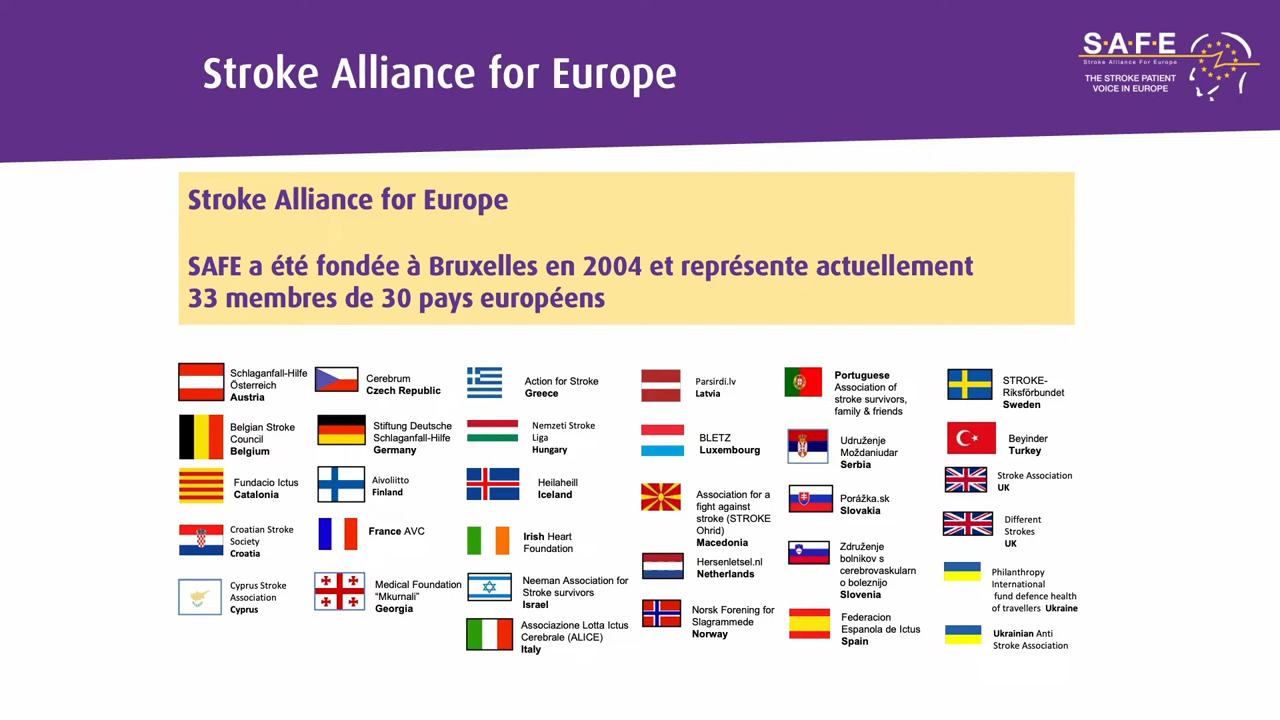 Stroke Alliance for Europe
S·A·F·E
Stroke Alliance For Europe
THE STROKE PATIENT
VOICE IN EUROPE
Stroke Alliance for Europe
SAFE a été fondée à Bruxelles en 2004 et représente actuellement
33 membres de 30 pays européens
Schlaganfall-Hilfe
Österreich
Austria
Belgian Stroke
Council
Belgium
Fundacio Ictus
Catalonia
Croatian Stroke
Society
Croatia
Cyprus Stroke
Association
Cyprus
Cerebrum
Czech Republic
Stiftung Deutsche
Schlaganfall-Hilfe
Germany
Aivoliitto
Finland
France AVC
Medical Foundation
"Mkurnali"
Georgia
Action for Stroke
Greece
Nemzeti Stroke
Liga
Hungary
Heilaheill
Iceland
Irish Heart
Foundation
Neeman Association for
Stroke survivors
Israel
Associazione Lotta Ictus
Cerebrale (ALICE)
Italy
Parsirdi.lv
Latvia
BLETZ
Luxembourg
Association for a
fight against
stroke (STROKE
Ohrid)
Macedonia
Hersenletsel.nl
Netherlands
Norsk Forening for
Slagrammede
Norway
Portuguese
Association of
stroke survivors,
family & friends
Udruženje
Moždaniudar
Serbia
Porážka.sk
Slovakia
Združenje
bolnikov s
cerebrovaskularn
o boleznijo
Slovenia
Federacion
Espanola de Ictus
Spain
STROKE-
Riksförbundet
Sweden
Beyinder
Turkey
Stroke Association
UK
Different
Strokes
UK
Philanthropy
International
fund defence health
of travellers Ukraine
Ukrainian Anti
Stroke Association